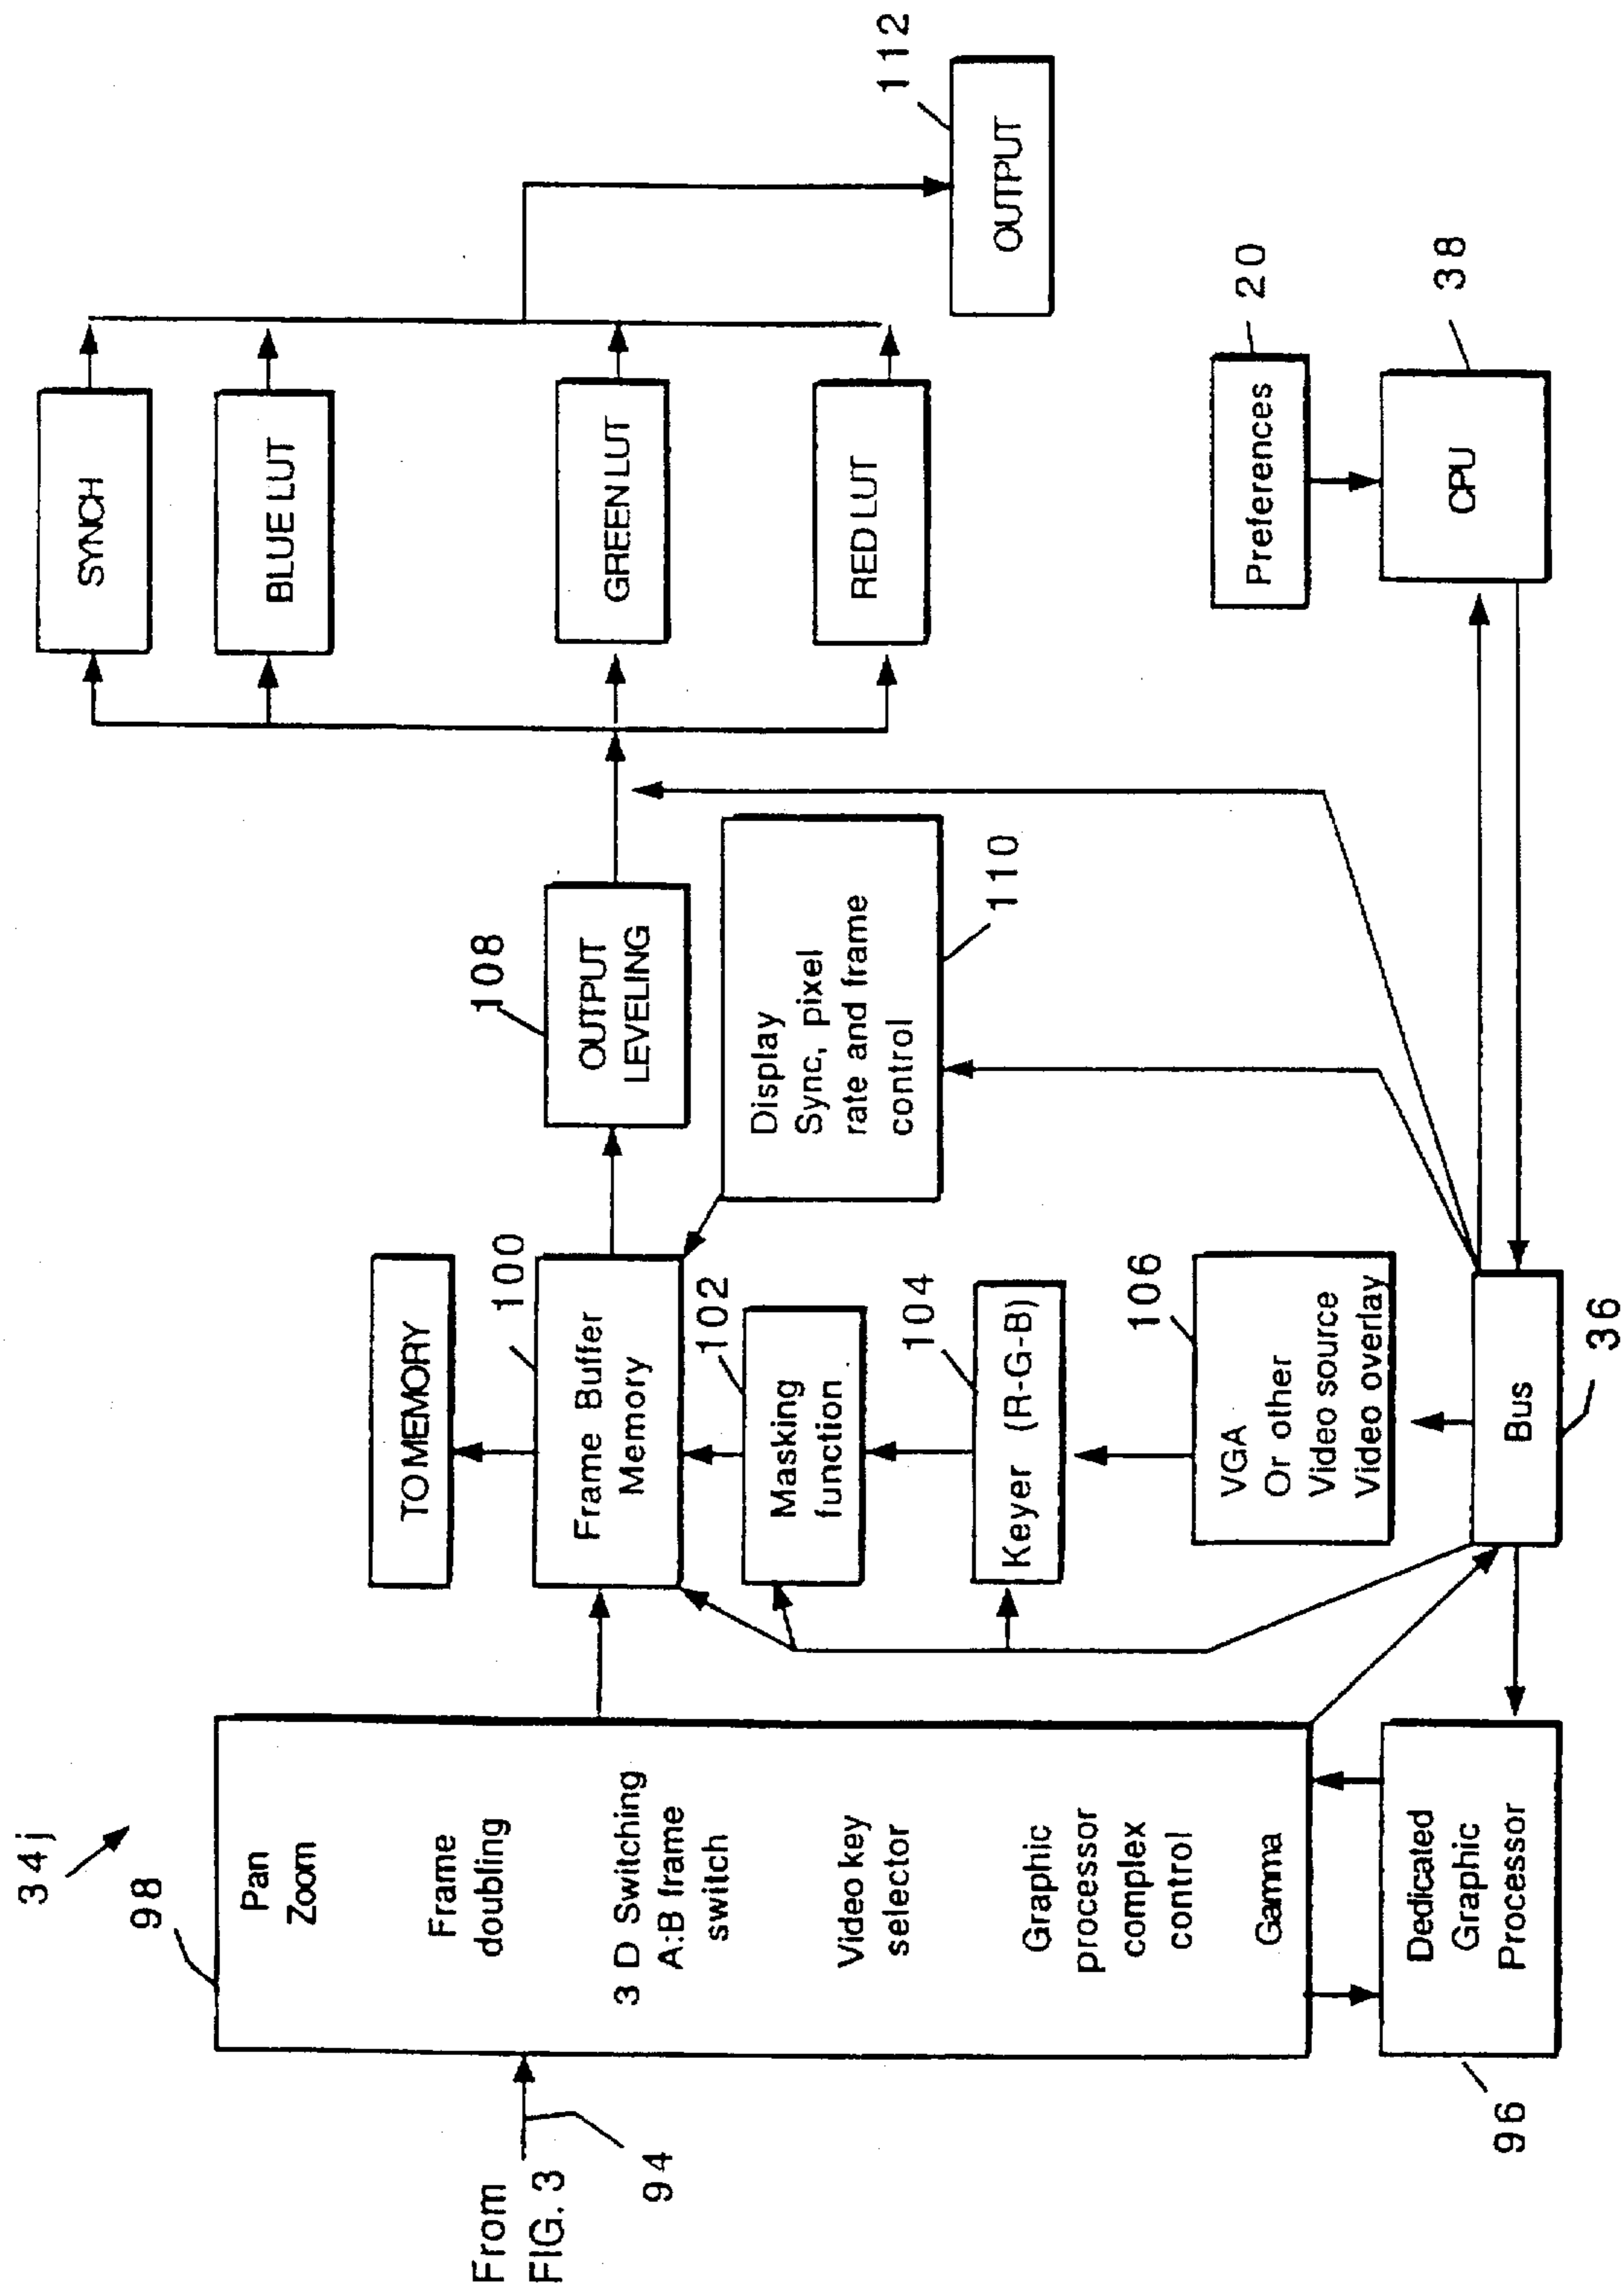 34j
98
Pan
Zoom
Frame
doubling
3 D Switching
A:B frame
switch
Video key
selector
Graphic
processor
complex
control
Gamma
From
FIG. 3
94
Dedicated
Graphic
Processor
96
TO MEMORY
100
Frame Buffer
Memory
102
Masking
function
104
Keyer (R-G-B)
106
VGA
Or other
Video source
Video overlay
Bus
36
108
OUTPUT
LEVELING
Display
Sync, pixel
rate and frame
control
110
SYNCH
BLUE LUT
GREEN LUT
RED LUT
112
OUTPUT
20
Preferences
38
CPU